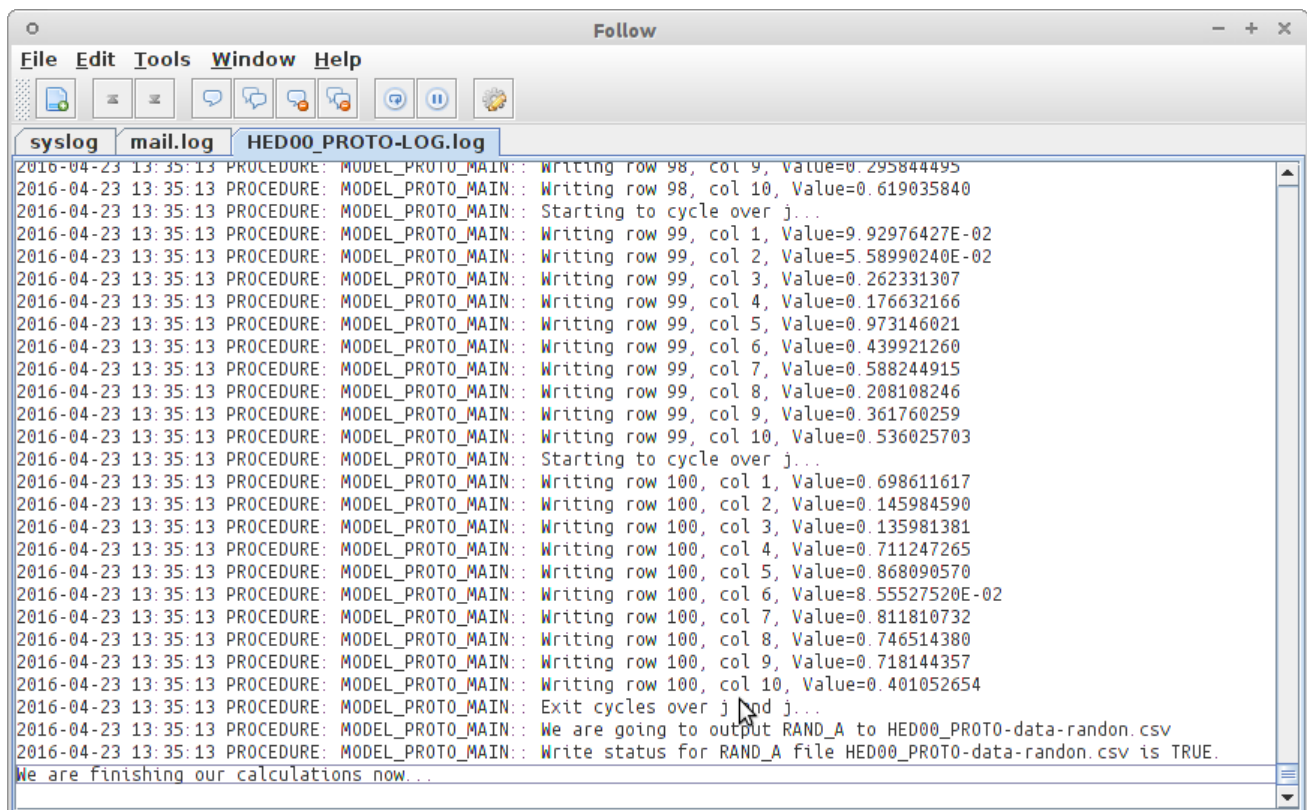 Follow
File Edit Tools Window Help
syslog mail.log HED00_PROTO-LOG.log
2016-04-23 13:35:13 PROCEDURE: MODEL_PROTO_MAIN:: Writing row 98, col 9, Value=0.295844495
2016-04-23 13:35:13 PROCEDURE: MODEL_PROTO_MAIN:: Writing row 98, col 10, Value=0.619035840
2016-04-23 13:35:13 PROCEDURE: MODEL_PROTO_MAIN:: Starting to cycle over j...
2016-04-23 13:35:13 PROCEDURE: MODEL_PROTO_MAIN:: Writing row 99, col 1, Value=9.92976427E-02
2016-04-23 13:35:13 PROCEDURE: MODEL_PROTO_MAIN:: Writing row 99, col 2, Value=5.58990240E-02
2016-04-23 13:35:13 PROCEDURE: MODEL_PROTO_MAIN:: Writing row 99, col 3, Value=0.262331307
2016-04-23 13:35:13 PROCEDURE: MODEL_PROTO_MAIN:: Writing row 99, col 4, Value=0.176632166
2016-04-23 13:35:13 PROCEDURE: MODEL_PROTO_MAIN:: Writing row 99, col 5, Value=0.973146021
2016-04-23 13:35:13 PROCEDURE: MODEL_PROTO_MAIN:: Writing row 99, col 6, Value=0.439921260
2016-04-23 13:35:13 PROCEDURE: MODEL_PROTO_MAIN:: Writing row 99, col 7, Value=0.588244915
2016-04-23 13:35:13 PROCEDURE: MODEL_PROTO_MAIN:: Writing row 99, col 8, Value=0.208108246
2016-04-23 13:35:13 PROCEDURE: MODEL_PROTO_MAIN:: Writing row 99, col 9, Value=0.361760259
2016-04-23 13:35:13 PROCEDURE: MODEL_PROTO_MAIN:: Writing row 99, col 10, Value=0.536025703
2016-04-23 13:35:13 PROCEDURE: MODEL_PROTO_MAIN:: Starting to cycle over j...
2016-04-23 13:35:13 PROCEDURE: MODEL_PROTO_MAIN:: Writing row 100, col 1, Value=0.698611617
2016-04-23 13:35:13 PROCEDURE: MODEL_PROTO_MAIN:: Writing row 100, col 2, Value=0.145984590
2016-04-23 13:35:13 PROCEDURE: MODEL_PROTO_MAIN:: Writing row 100, col 3, Value=0.135981381
2016-04-23 13:35:13 PROCEDURE: MODEL_PROTO_MAIN:: Writing row 100, col 4, Value=0.711247265
2016-04-23 13:35:13 PROCEDURE: MODEL_PROTO_MAIN:: Writing row 100, col 5, Value=0.868090570
2016-04-23 13:35:13 PROCEDURE: MODEL_PROTO_MAIN:: Writing row 100, col 6, Value=8.55527520E-02
2016-04-23 13:35:13 PROCEDURE: MODEL_PROTO_MAIN:: Writing row 100, col 7, Value=0.811810732
2016-04-23 13:35:13 PROCEDURE: MODEL_PROTO_MAIN:: Writing row 100, col 8, Value=0.746514380
2016-04-23 13:35:13 PROCEDURE: MODEL_PROTO_MAIN:: Writing row 100, col 9, Value=0.718144357
2016-04-23 13:35:13 PROCEDURE: MODEL_PROTO_MAIN:: Writing row 100, col 10, Value=0.401052654
2016-04-23 13:35:13 PROCEDURE: MODEL_PROTO_MAIN:: Exit cycles over j and j...
2016-04-23 13:35:13 PROCEDURE: MODEL_PROTO_MAIN:: We are going to output RAND_A to HED00_PROTO-data-randon.csv
2016-04-23 13:35:13 PROCEDURE: MODEL_PROTO_MAIN:: Write status for RAND_A file HED00_PROTO-data-randon.csv is TRUE.
We are finishing our calculations now...